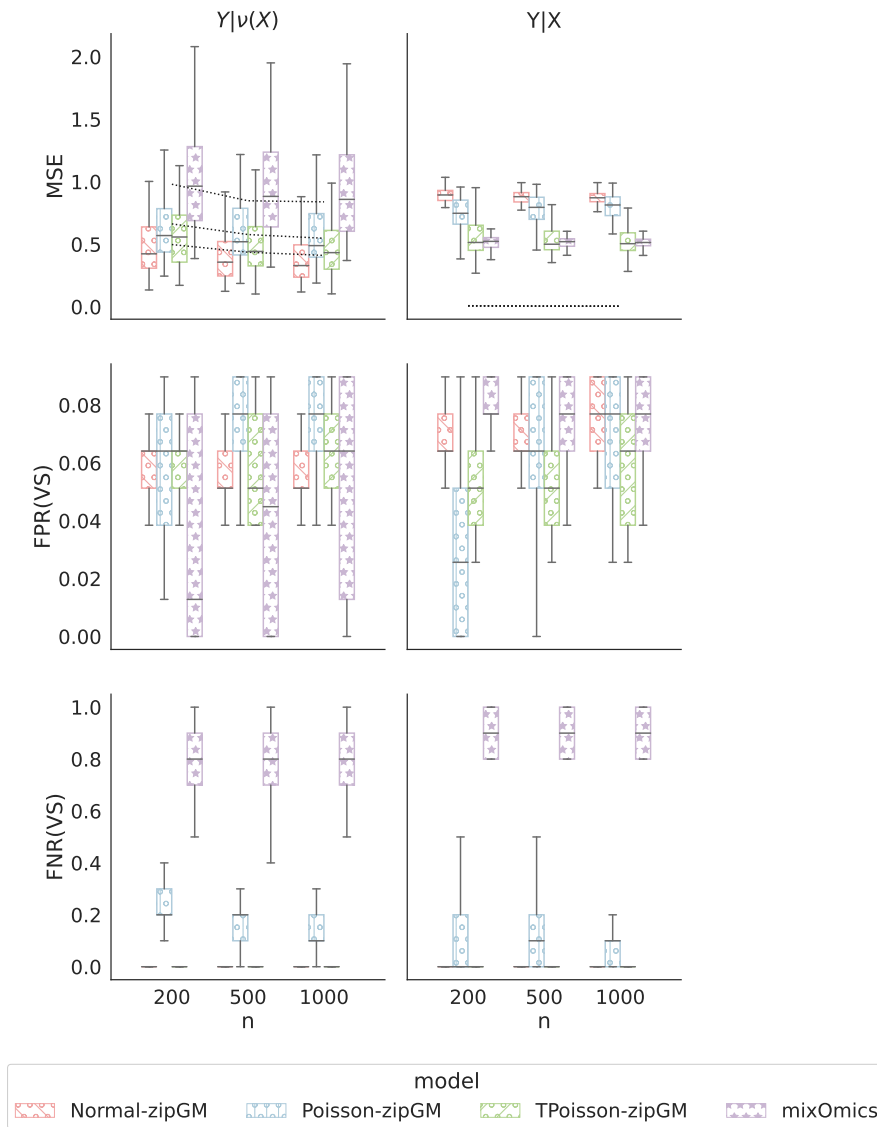 Y|ν(X)
Y|X
MSE
2.0
1.5
1.0
0.5
0.0
FPR(VS)
0.08
0.06
0.04
0.02
0.00
FNR(VS)
1.0
0.8
0.6
0.4
0.2
0.0
200 500 1000
n
200 500 1000
n
model
Normal-zipGM Poisson-zipGM TPoisson-zipGM mixOmics